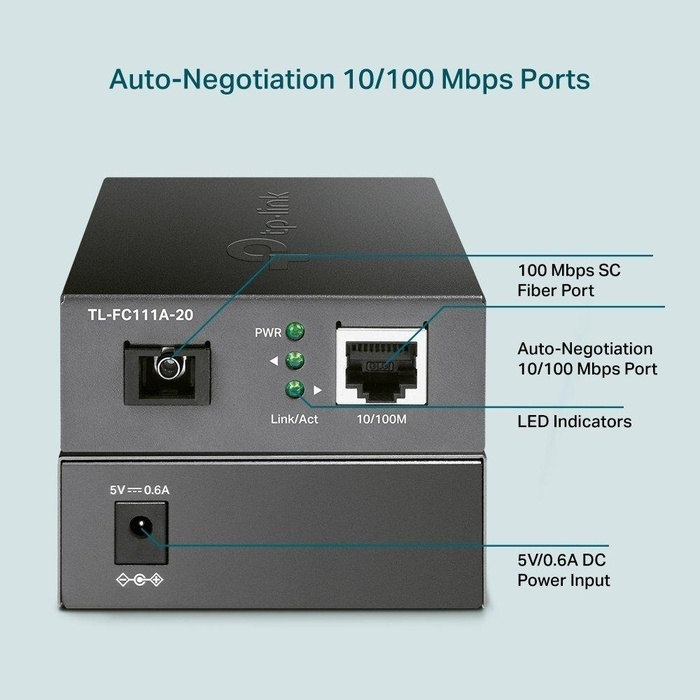 Auto-Negotiation 10/100 Mbps Ports
tp-link
100 Mbps SC
Fiber Port
TL-FC111A-20
PWR
Auto-Negotiation
10/100 Mbps Port
Link/Act
10/100M
LED Indicators
5V 0.6A
5V/0.6A DC
Power Input